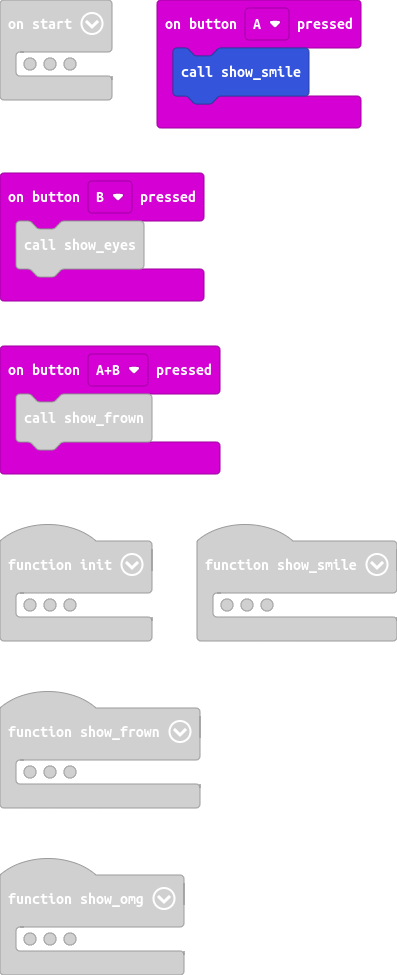 on start
on button A pressed
call show_smile
on button B pressed
call show_eyes
on button A+B pressed
call show_frown
function init
function show_smile
function show_frown
function show_omg